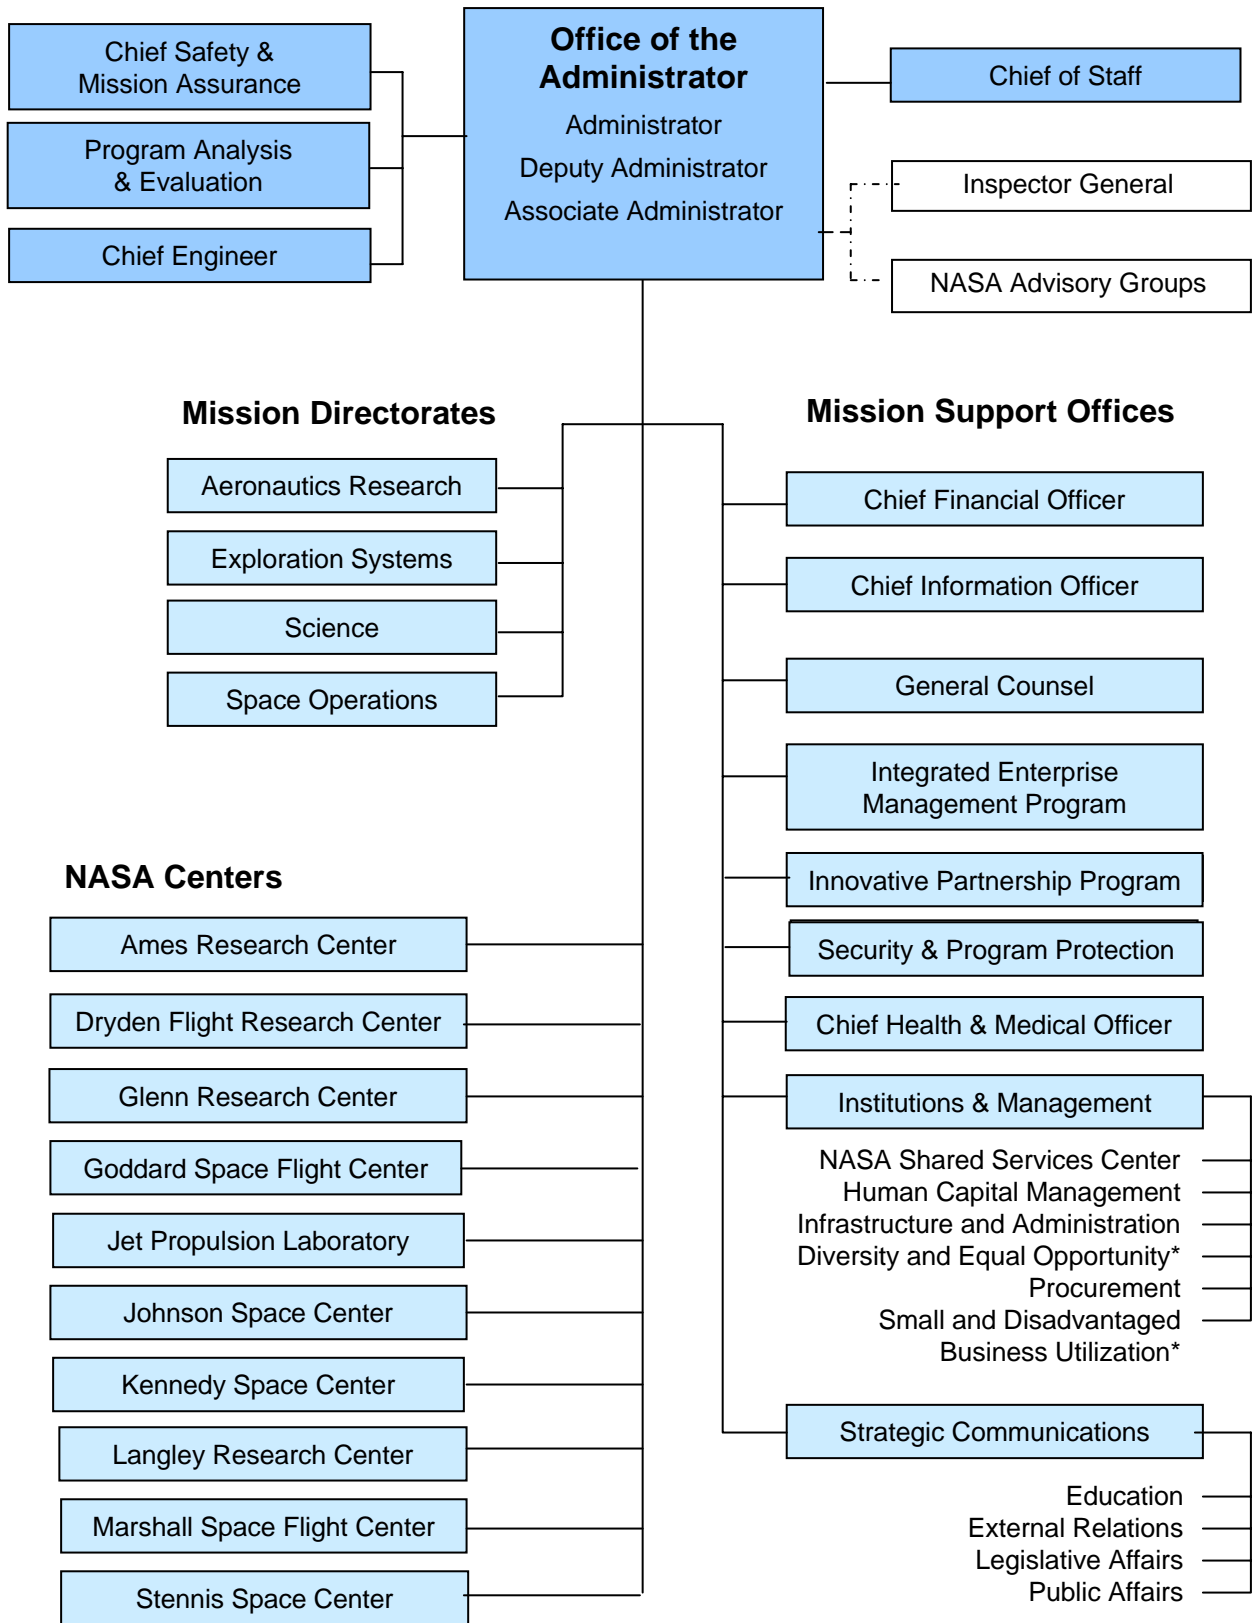 Chief Safety &
Mission Assurance
Program Analysis
& Evaluation
Chief Engineer
Office of the
Administrator
Administrator
Deputy Administrator
Associate Administrator
Chief of Staff
Inspector General
NASA Advisory Groups
Mission Directorates
Aeronautics Research
Exploration Systems
Science
Space Operations
NASA Centers
Ames Research Center
Dryden Flight Research Center
Glenn Research Center
Goddard Space Flight Center
Jet Propulsion Laboratory
Johnson Space Center
Kennedy Space Center
Langley Research Center
Marshall Space Flight Center
Stennis Space Center
Mission Support Offices
Chief Financial Officer
Chief Information Officer
General Counsel
Integrated Enterprise
Management Program
Innovative Partnership Program
Security & Program Protection
Chief Health & Medical Officer
Institutions & Management
NASA Shared Services Center
Human Capital Management
Infrastructure and Administration
Diversity and Equal Opportunity*
Procurement
Small and Disadvantaged
Business Utilization*
Strategic Communications
Education
External Relations
Legislative Affairs
Public Affairs